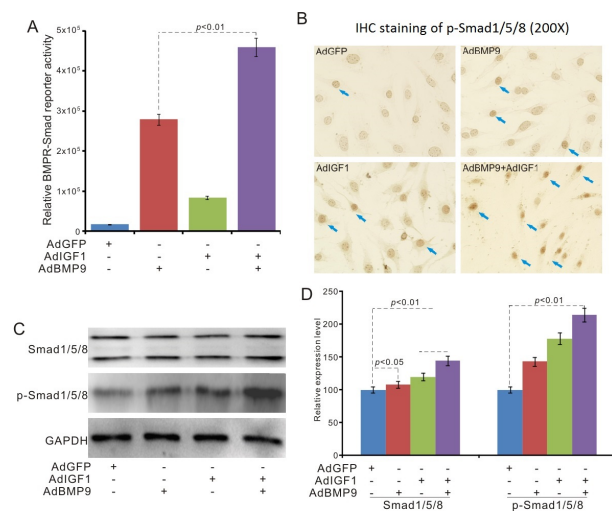 A
Relative BMPR-Smad reporter activity
5×10⁵
4×10⁵
3×10⁵
2×10⁵
1×10⁵
0
p<0.01
AdGFP + - - -
AdIGF1 - - + +
AdBMP9 - + - +
B
IHC staining of p-Smad1/5/8 (200X)
AdGFP
AdBMP9
AdIGF1
AdBMP9+AdIGF1
C
Smad1/5/8
p-Smad1/5/8
GAPDH
AdGFP + - - -
AdIGF1 - - + +
AdBMP9 - + - +
D
Relative expression level
250
200
150
100
50
0
p<0.01
p<0.05
p<0.01
AdGFP + - - - + - - -
AdIGF1 - - + + - - + +
AdBMP9 - + - + - + - +
Smad1/5/8
p-Smad1/5/8